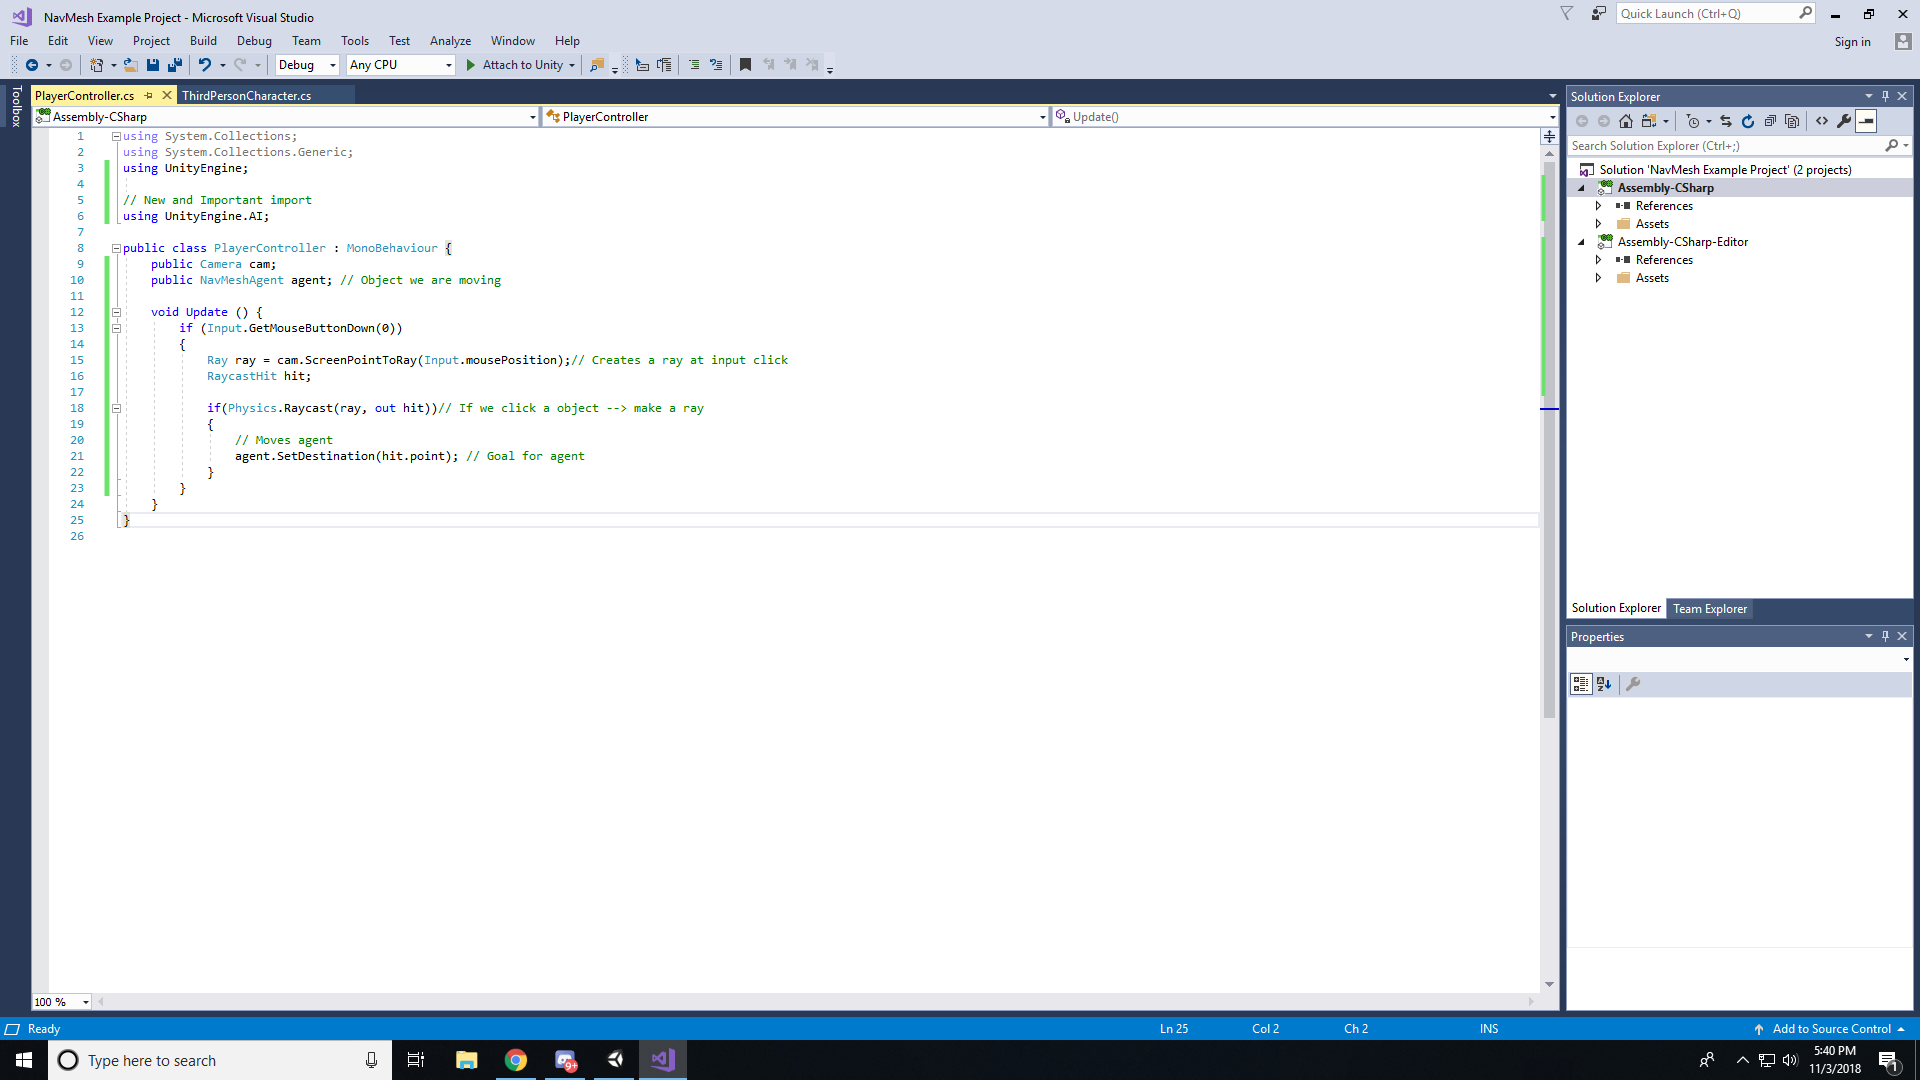 NavMesh Example Project - Microsoft Visual Studio
Quick Launch (Ctrl+Q)
File Edit View Project Build Debug Team Tools Test Analyze Window Help
Sign in
Debug Any CPU Attach to Unity
Toolbox
PlayerController.cs ThirdPersonCharacter.cs
Assembly-CSharp PlayerController Update()
1 using System.Collections;
2 using System.Collections.Generic;
3 using UnityEngine;
4
5 // New and Important import
6 using UnityEngine.AI;
7
8 public class PlayerController : MonoBehaviour {
9 public Camera cam;
10 public NavMeshAgent agent; // Object we are moving
11
12 void Update () {
13 if (Input.GetMouseButtonDown(0))
14 {
15 Ray ray = cam.ScreenPointToRay(Input.mousePosition);// Creates a ray at input click
16 RaycastHit hit;
17
18 if(Physics.Raycast(ray, out hit))// If we click a object --> make a ray
19 {
20 // Moves agent
21 agent.SetDestination(hit.point); // Goal for agent
22 }
23 }
24 }
25 }
26
100 %
Solution Explorer
Search Solution Explorer (Ctrl+;)
Solution 'NavMesh Example Project' (2 projects)
Assembly-CSharp
References
Assets
Assembly-CSharp-Editor
References
Assets
Solution Explorer Team Explorer
Properties
Ready Ln 25 Col 2 Ch 2 INS Add to Source Control
Type here to search
9+
5:40 PM
11/3/2018
1